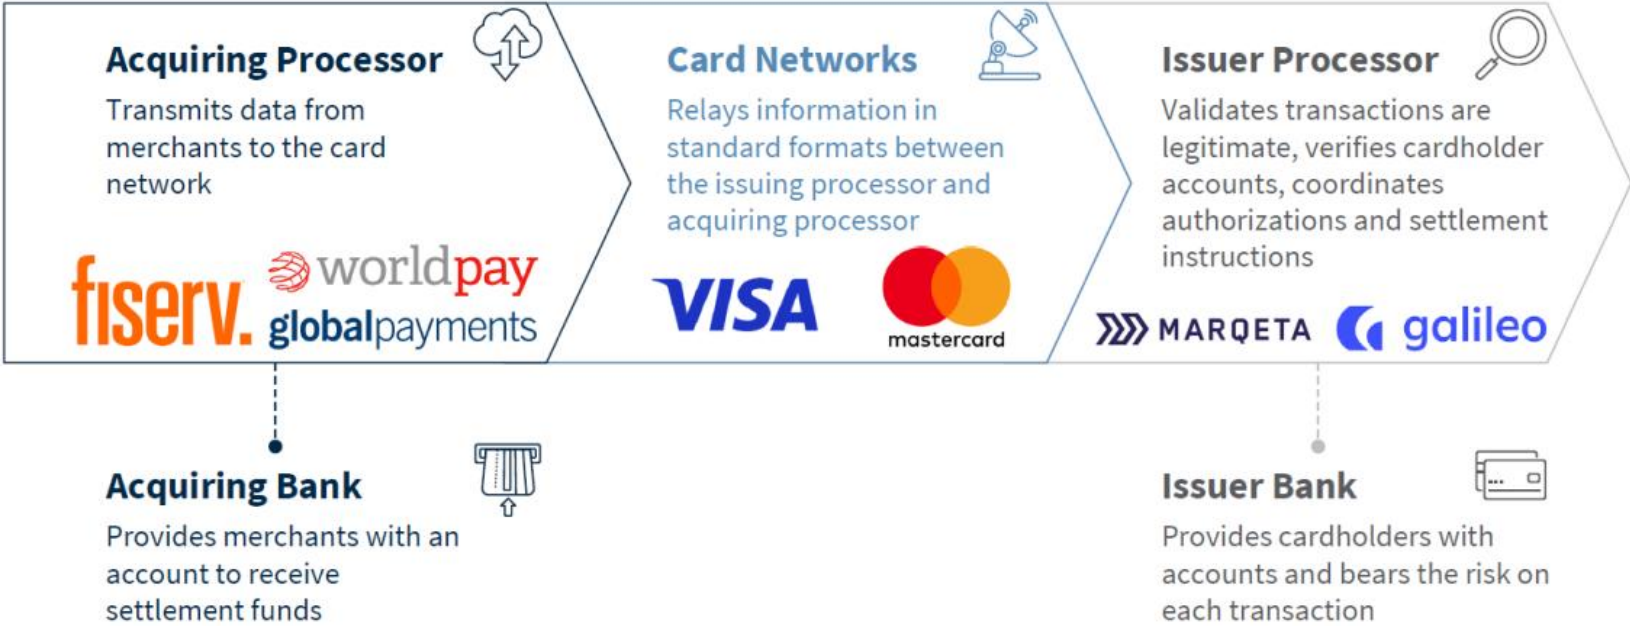 Acquiring Processor
Transmits data from
merchants to the card
network
fiserv.
worldpay
globalpayments
Card Networks
Relays information in
standard formats between
the issuing processor and
acquiring processor
VISA
mastercard
Issuer Processor
Validates transactions are
legitimate, verifies cardholder
accounts, coordinates
authorizations and settlement
instructions
MARQETA
galileo
Acquiring Bank
Provides merchants with an
account to receive
settlement funds
Issuer Bank
Provides cardholders with
accounts and bears the risk on
each transaction